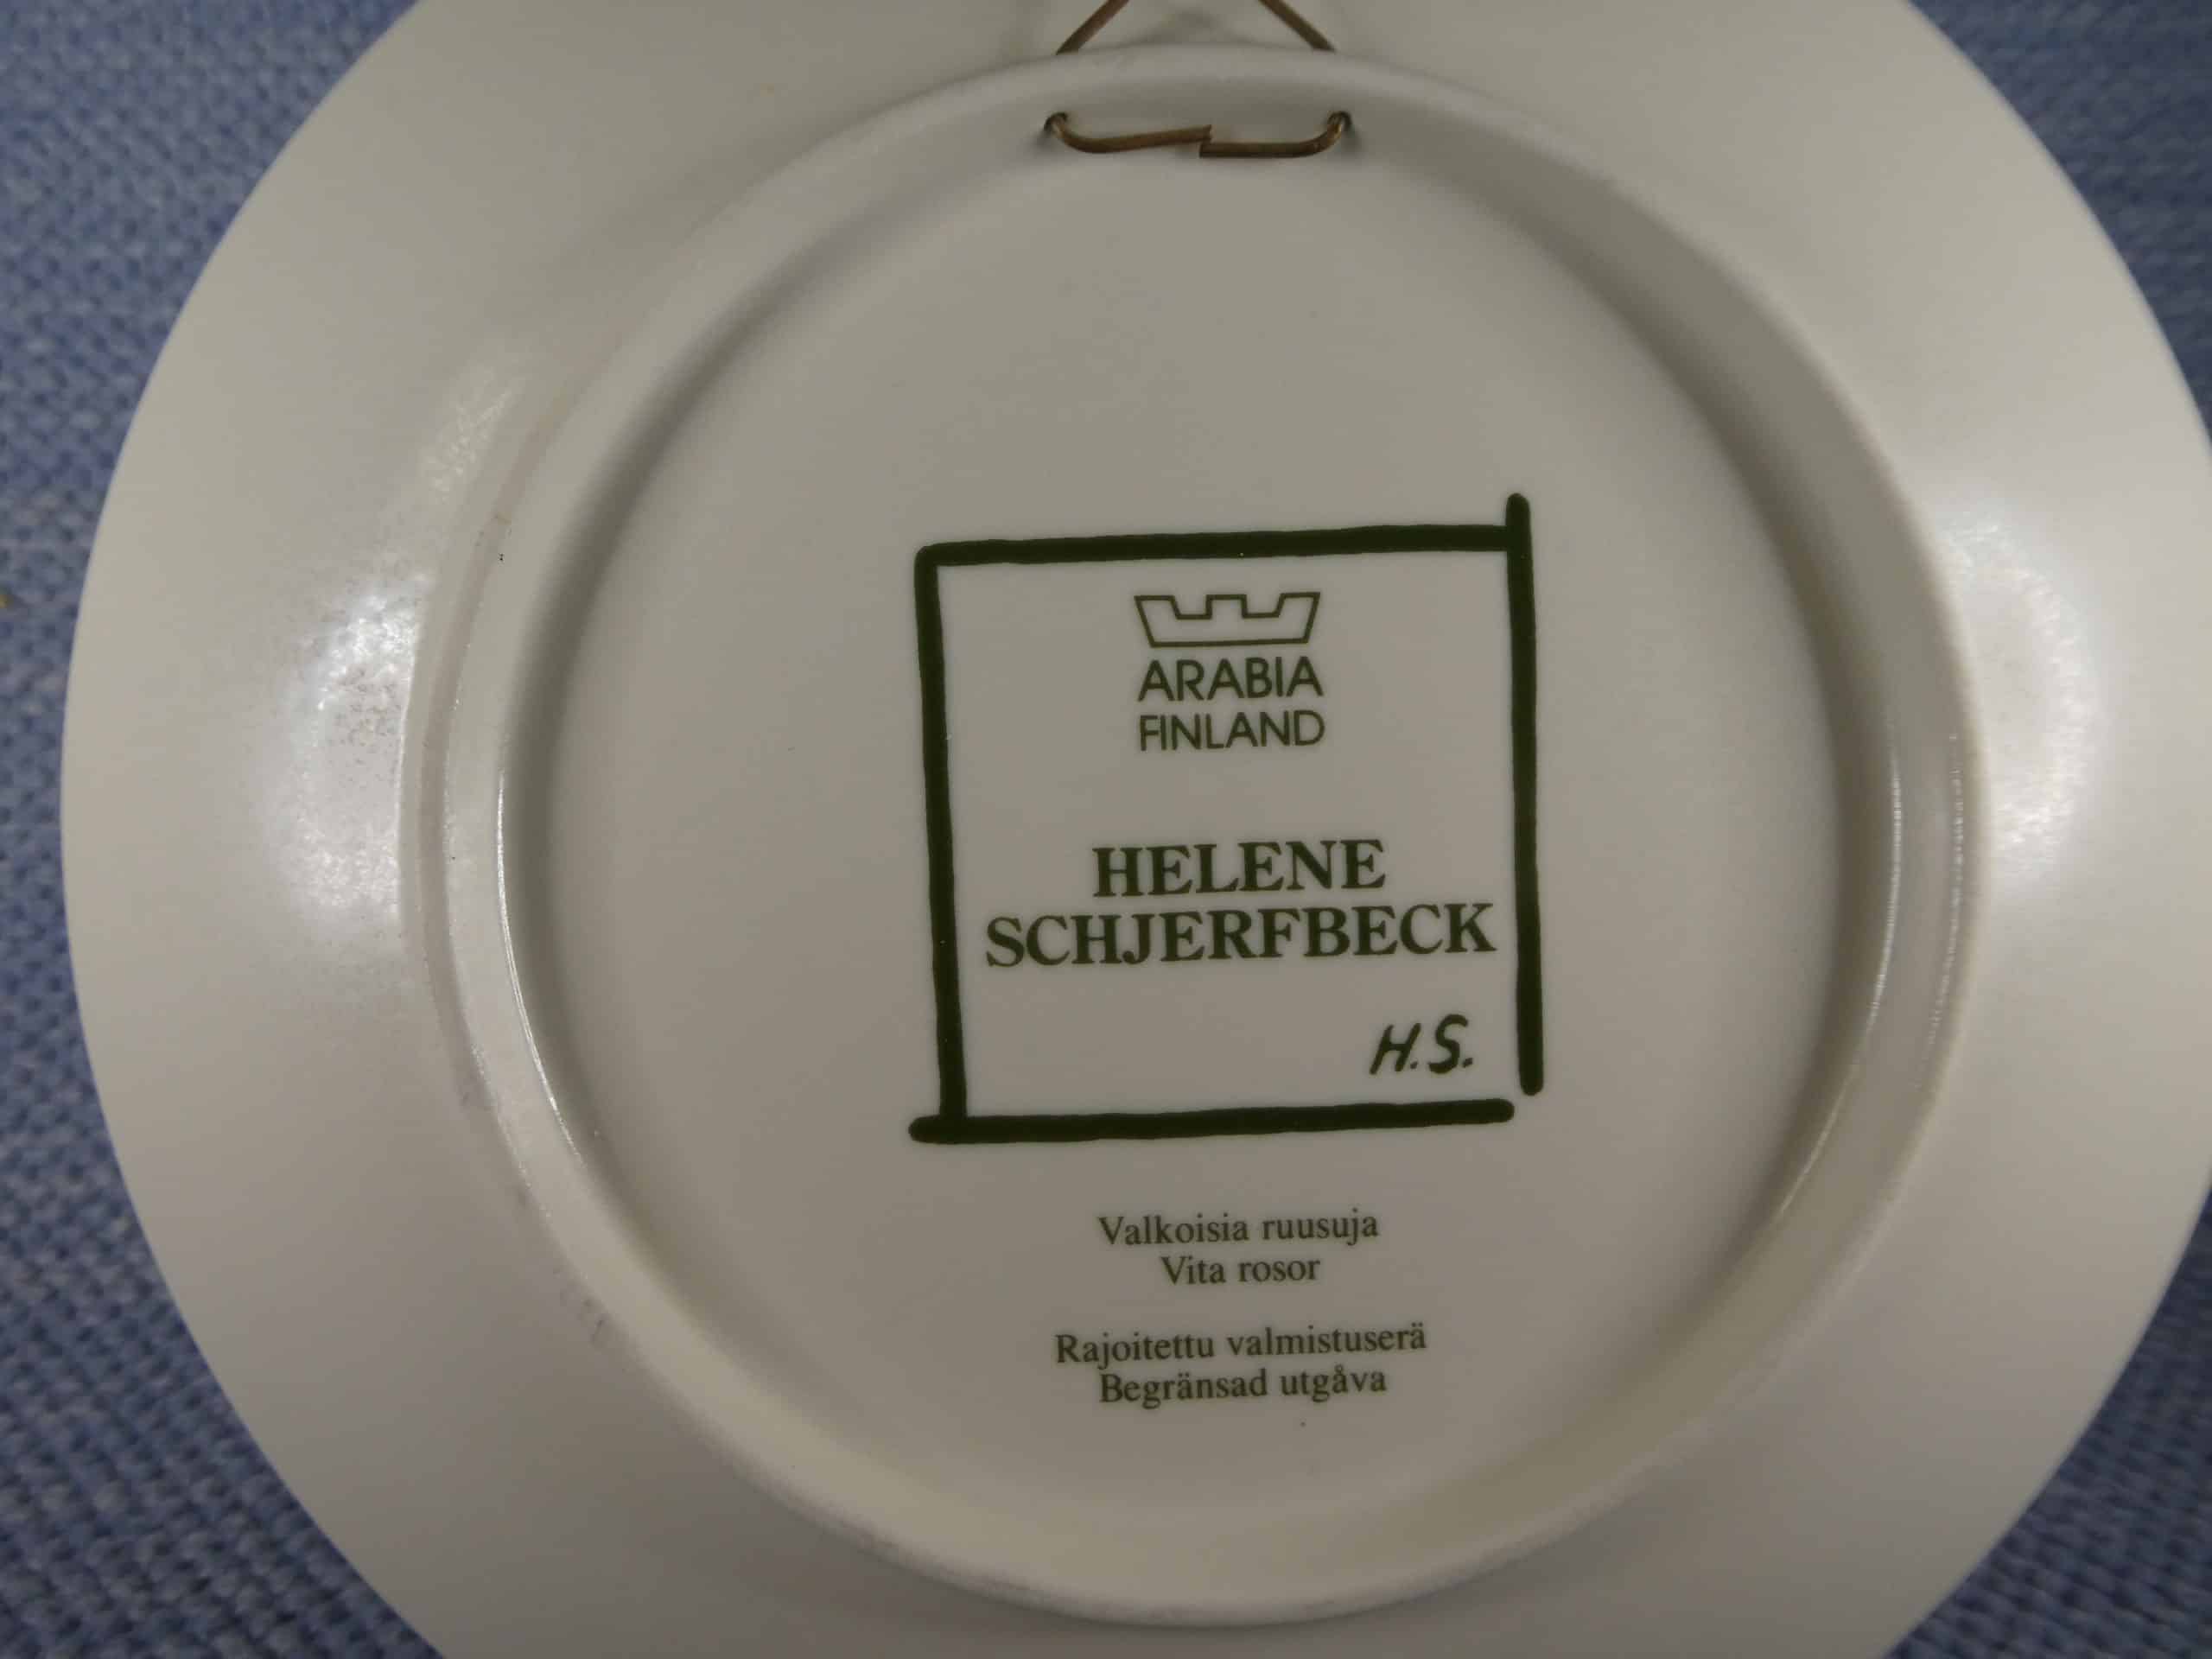 ARABIA
FINLAND
HELENE
SCHJERFBECK
H.S.
Valkoisia ruusuja
Vita rosor
Rajoitettu valmistuserä
Begränsad utgåva